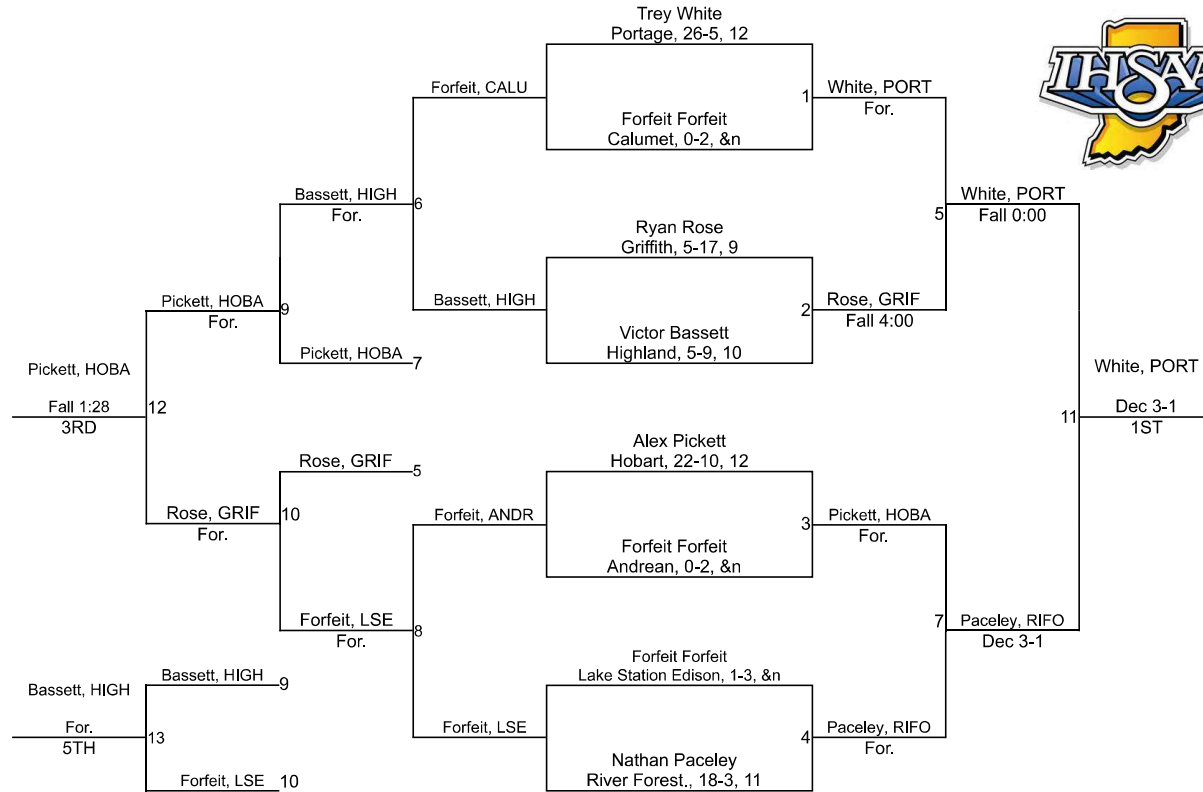 Trey White
Portage, 26-5, 12
IHSAA
Forfeit, CALU
1
White, PORT
For.
Forfeit Forfeit
Calumet, 0-2, &n
Bassett, HIGH
For.
6
White, PORT
Fall 0:00
5
Ryan Rose
Griffith, 5-17, 9
Pickett, HOBA
For.
9
Bassett, HIGH
2
Rose, GRIF
Fall 4:00
Victor Bassett
Highland, 5-9, 10
Pickett, HOBA
7
Pickett, HOBA
Fall 1:28
3RD
12
White, PORT
Dec 3-1
1ST
11
Alex Pickett
Hobart, 22-10, 12
Rose, GRIF
5
Rose, GRIF
For.
10
Forfeit, ANDR
3
Pickett, HOBA
For.
Forfeit Forfeit
Andrean, 0-2, &n
Forfeit, LSE
For.
8
7
Paceley, RIFO
Dec 3-1
Forfeit Forfeit
Lake Station Edison, 1-3, &n
Bassett, HIGH
For.
5TH
13
Bassett, HIGH
9
Forfeit, LSE
4
Paceley, RIFO
For.
Nathan Paceley
River Forest., 18-3, 11
Forfeit, LSE
10